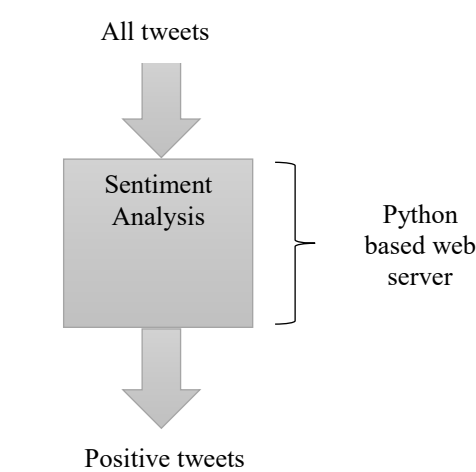 All tweets
Sentiment
Analysis
Python
based web
server
Positive tweets